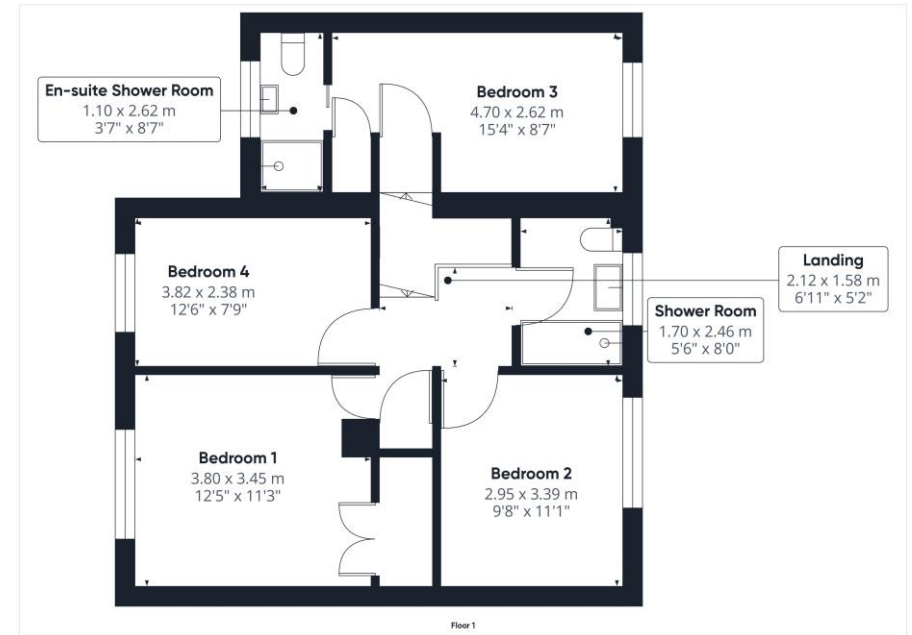 En-suite Shower Room
1.10 x 2.62 m
3'7" x 8'7"
Bedroom 3
4.70 x 2.62 m
15'4" x 8'7"
Bedroom 4
3.82 x 2.38 m
12'6" x 7'9"
Landing
2.12 x 1.58 m
6'11" x 5'2"
Shower Room
1.70 x 2.46 m
5'6" x 8'0"
Bedroom 1
3.80 x 3.45 m
12'5" x 11'3"
Bedroom 2
2.95 x 3.39 m
9'8" x 11'1"
Floor 1